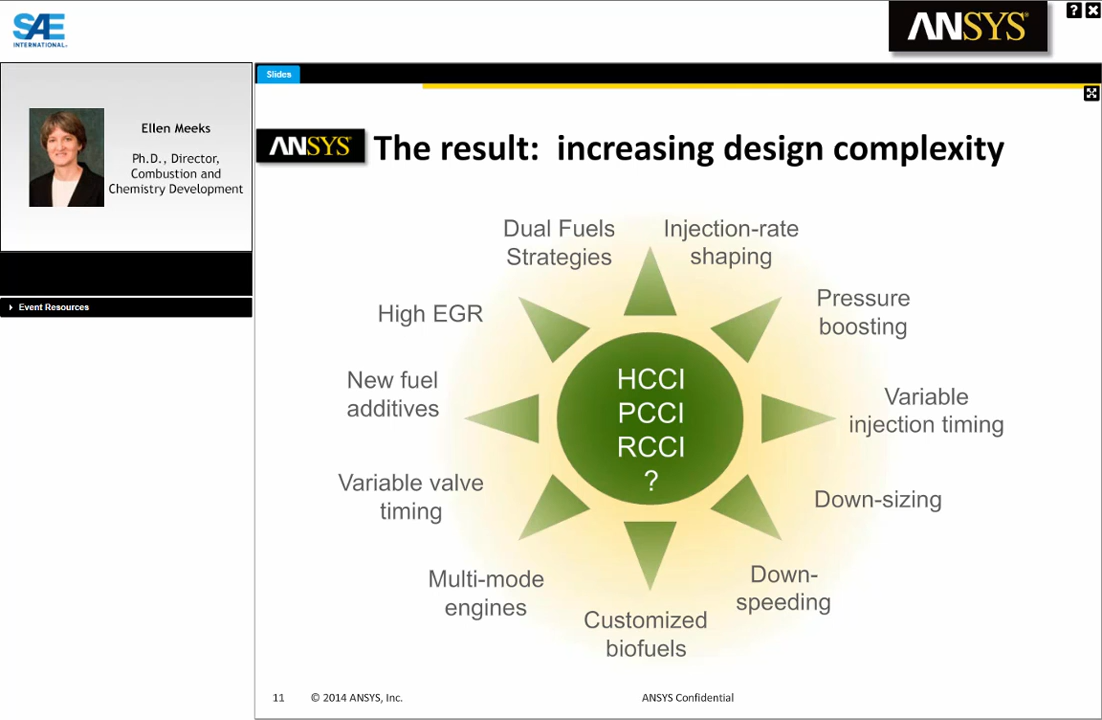 SAE
INTERNATIONAL®
ANSYS®
?
Slides
Ellen Meeks
Ph.D., Director,
Combustion and
Chemistry Development
Event Resources
ANSYS®
The result: increasing design complexity
Dual Fuels
Strategies
Injection-rate
shaping
High EGR
Pressure
boosting
New fuel
additives
HCCI
PCCI
RCCI
?
Variable
injection timing
Variable valve
timing
Down-sizing
Multi-mode
engines
Down-
speeding
Customized
biofuels
11
© 2014 ANSYS, Inc.
ANSYS Confidential